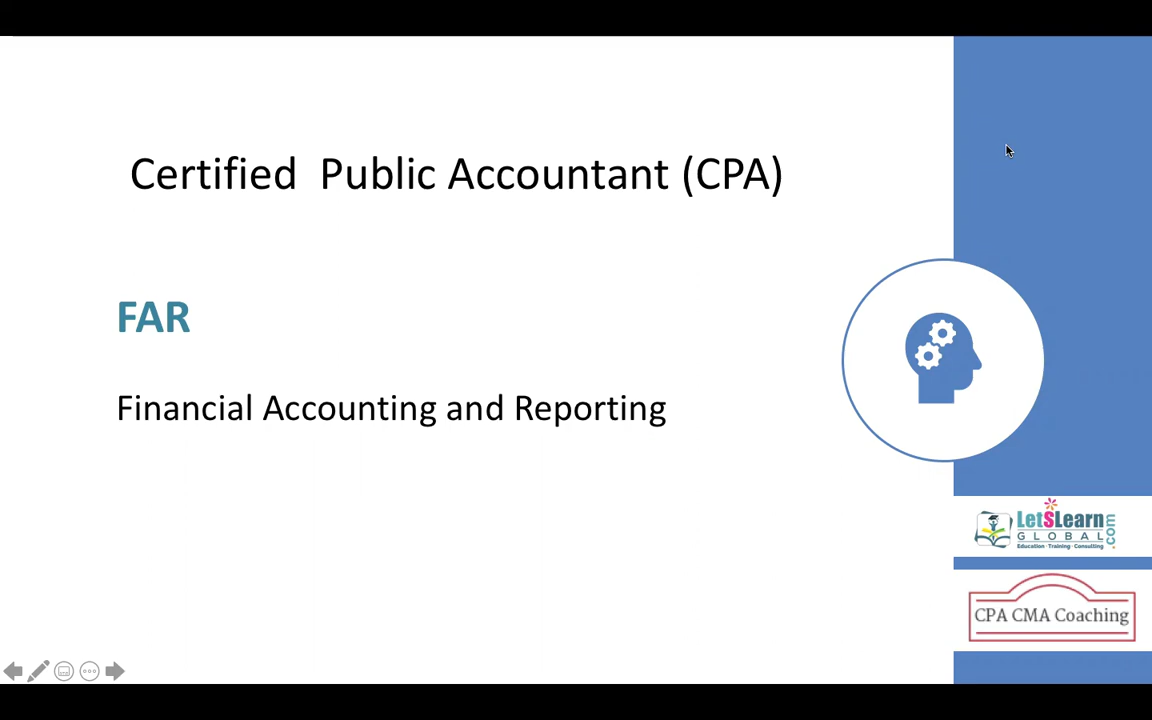 Certified  Public Accountant (CPA)
FAR
Financial Accounting and Reporting
LetSLearn.com
GLOBAL
Education · Training · Consulting
CPA CMA Coaching